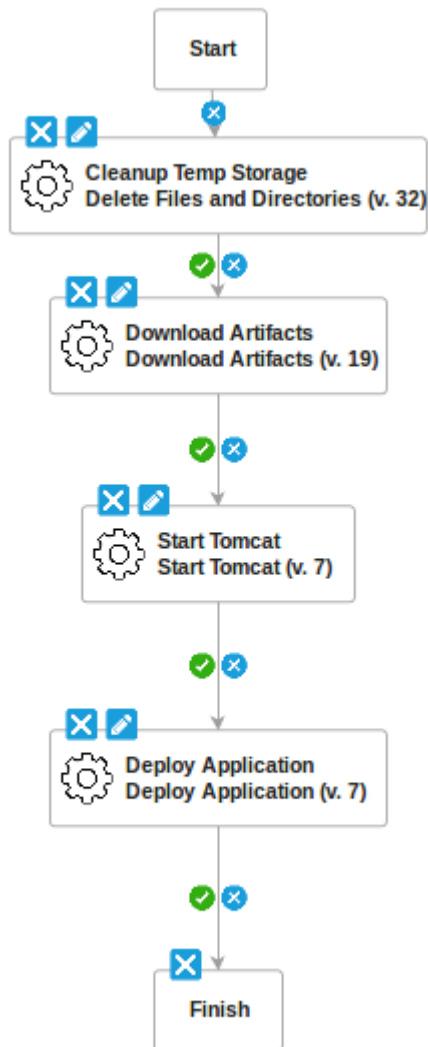 Start
Cleanup Temp Storage
Delete Files and Directories (v. 32)
Download Artifacts
Download Artifacts (v. 19)
Start Tomcat
Start Tomcat (v. 7)
Deploy Application
Deploy Application (v. 7)
Finish